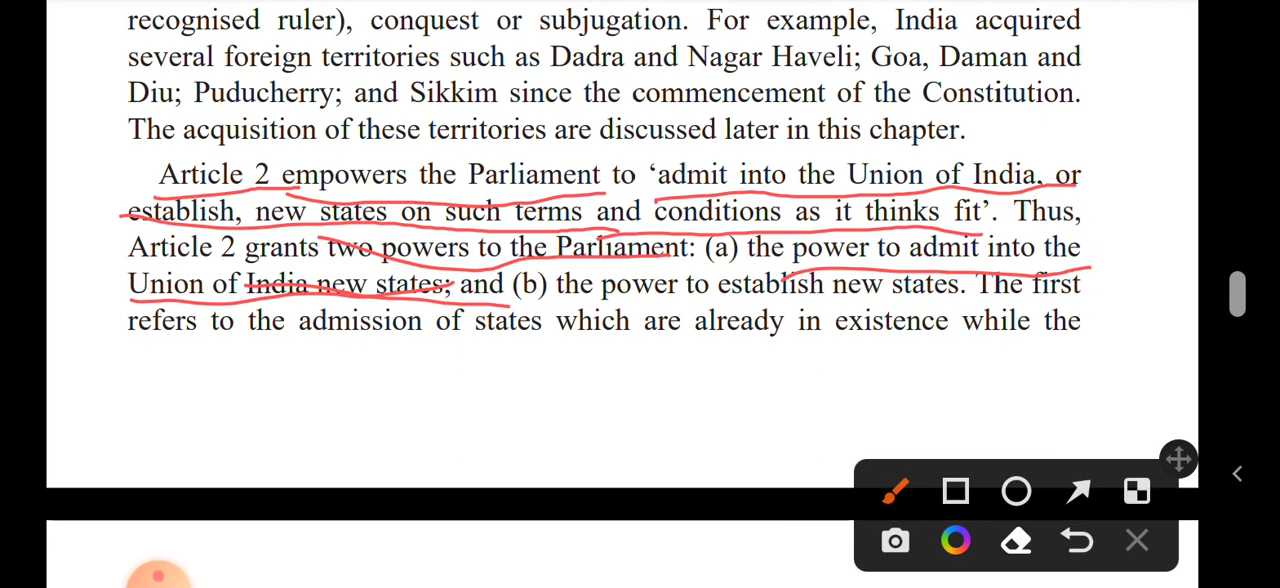 recognised ruler), conquest or subjugation. For example, India acquired
several foreign territories such as Dadra and Nagar Haveli; Goa, Daman and
Diu; Puducherry; and Sikkim since the commencement of the Constitution.
The acquisition of these territories are discussed later in this chapter.
Article 2 empowers the Parliament to ‘admit into the Union of India, or
establish, new states on such terms and conditions as it thinks fit’. Thus,
Article 2 grants two powers to the Parliament: (a) the power to admit into the
Union of India new states; and (b) the power to establish new states. The first
refers to the admission of states which are already in existence while the